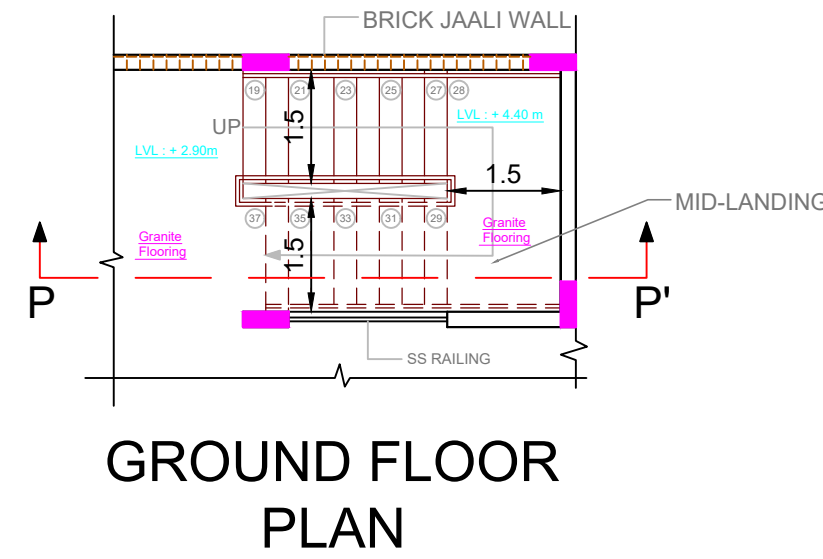 BRICK JAALI WALL
19 21 23 25 27 28
UP
1.5
LVL : + 4.40 m
LVL : + 2.90m
1.5
MID-LANDING
37 35 33 31 29
Granite
Flooring
1.5
Granite
Flooring
P
P'
SS RAILING
GROUND FLOOR
PLAN